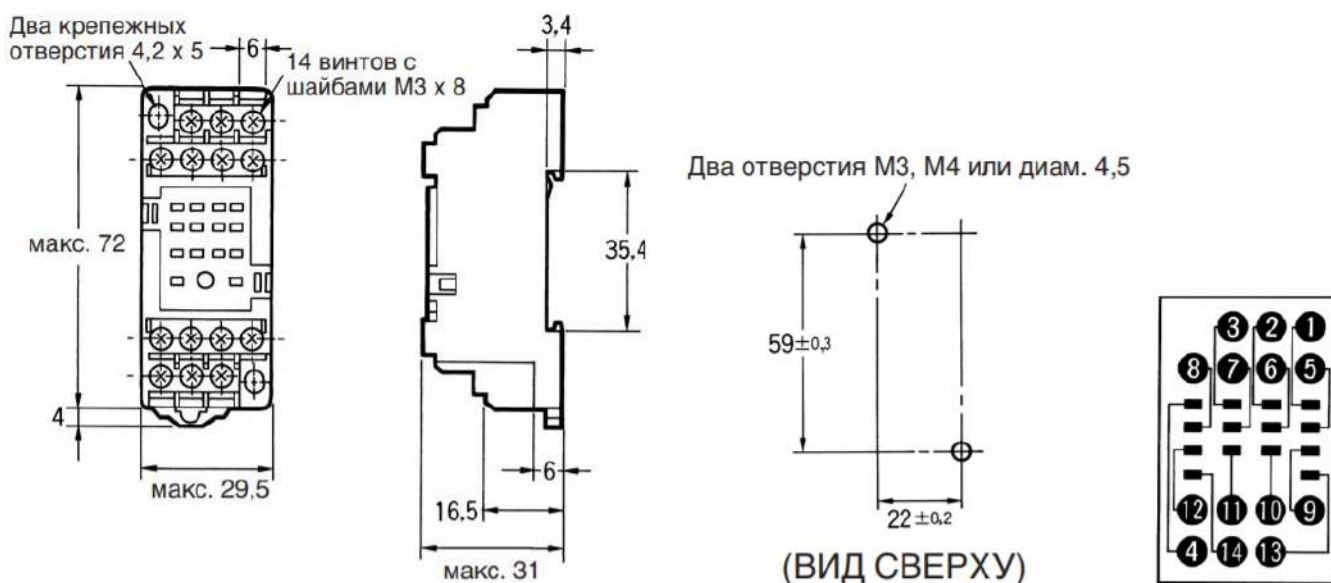 Два крепежных
отверстия 4,2 x 5
6
14 винтов с
шайбами М3 x 8
макс. 72
4
макс. 29,5
3,4
35,4
6
16,5
макс. 31
Два отверстия М3, М4 или диам. 4,5
59±0,3
22±0,2
(ВИД СВЕРХУ)
3 2 1
8 7 6 5
12 11 10 9
4 14 13